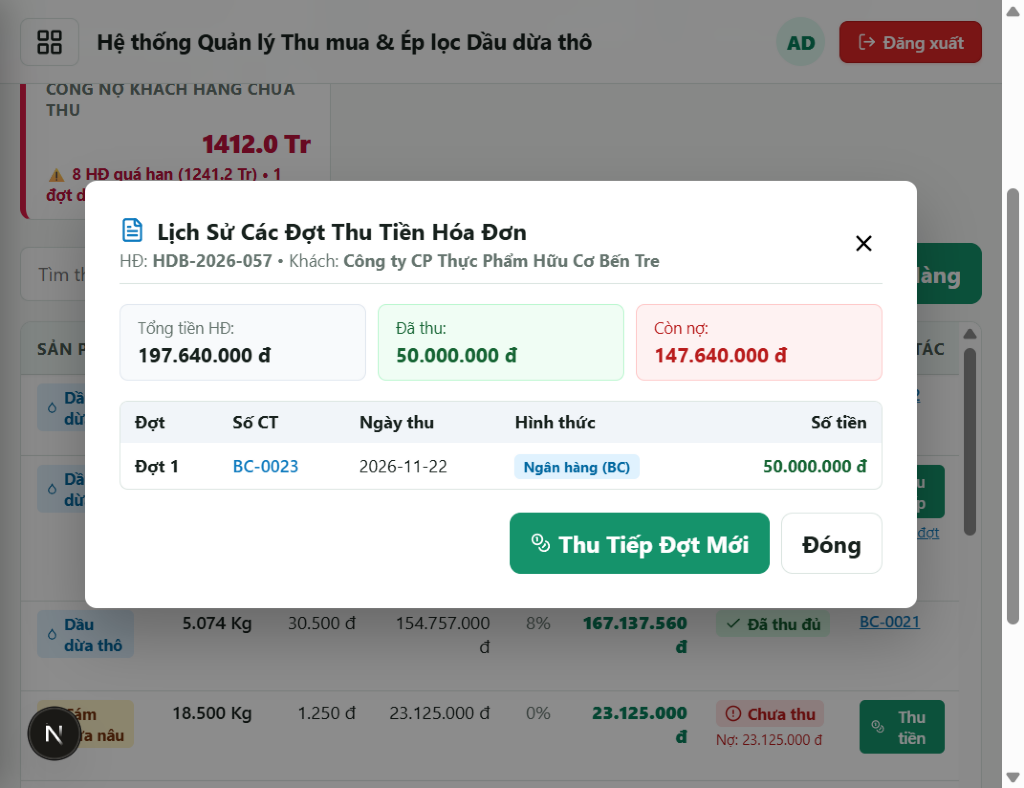 Hệ thống Quản lý Thu mua & Ép lọc Dầu dừa thô
AD
Đăng xuất
CÔNG NỢ KHÁCH HÀNG CHƯA
THU
1412.0 Tr
8 HĐ quá hạn (1241.2 Tr) • 1
đợt
Lịch Sử Các Đợt Thu Tiền Hóa Đơn
HĐ: HDB-2026-057 • Khách: Công ty CP Thực Phẩm Hữu Cơ Bến Tre
Tìm
Tổng tiền HĐ:
197.640.000 đ
Đã thu:
50.000.000 đ
Còn nợ:
147.640.000 đ
SẢN
TÁC
Đợt Số CT Ngày thu Hình thức Số tiền
Đợt 1 BC-0023 2026-11-22 Ngân hàng (BC) 50.000.000 đ
đợt
Thu Tiếp Đợt Mới
Đóng
Dầu
dừa thô
5.074 Kg 30.500 đ 154.757.000
đ
8% 167.137.560
đ
Đã thu đủ BC-0021
18.500 Kg 1.250 đ 23.125.000 đ 0% 23.125.000
đ
nâu
Chưa thu
Nợ: 23.125.000 đ
Thu
tiền
N